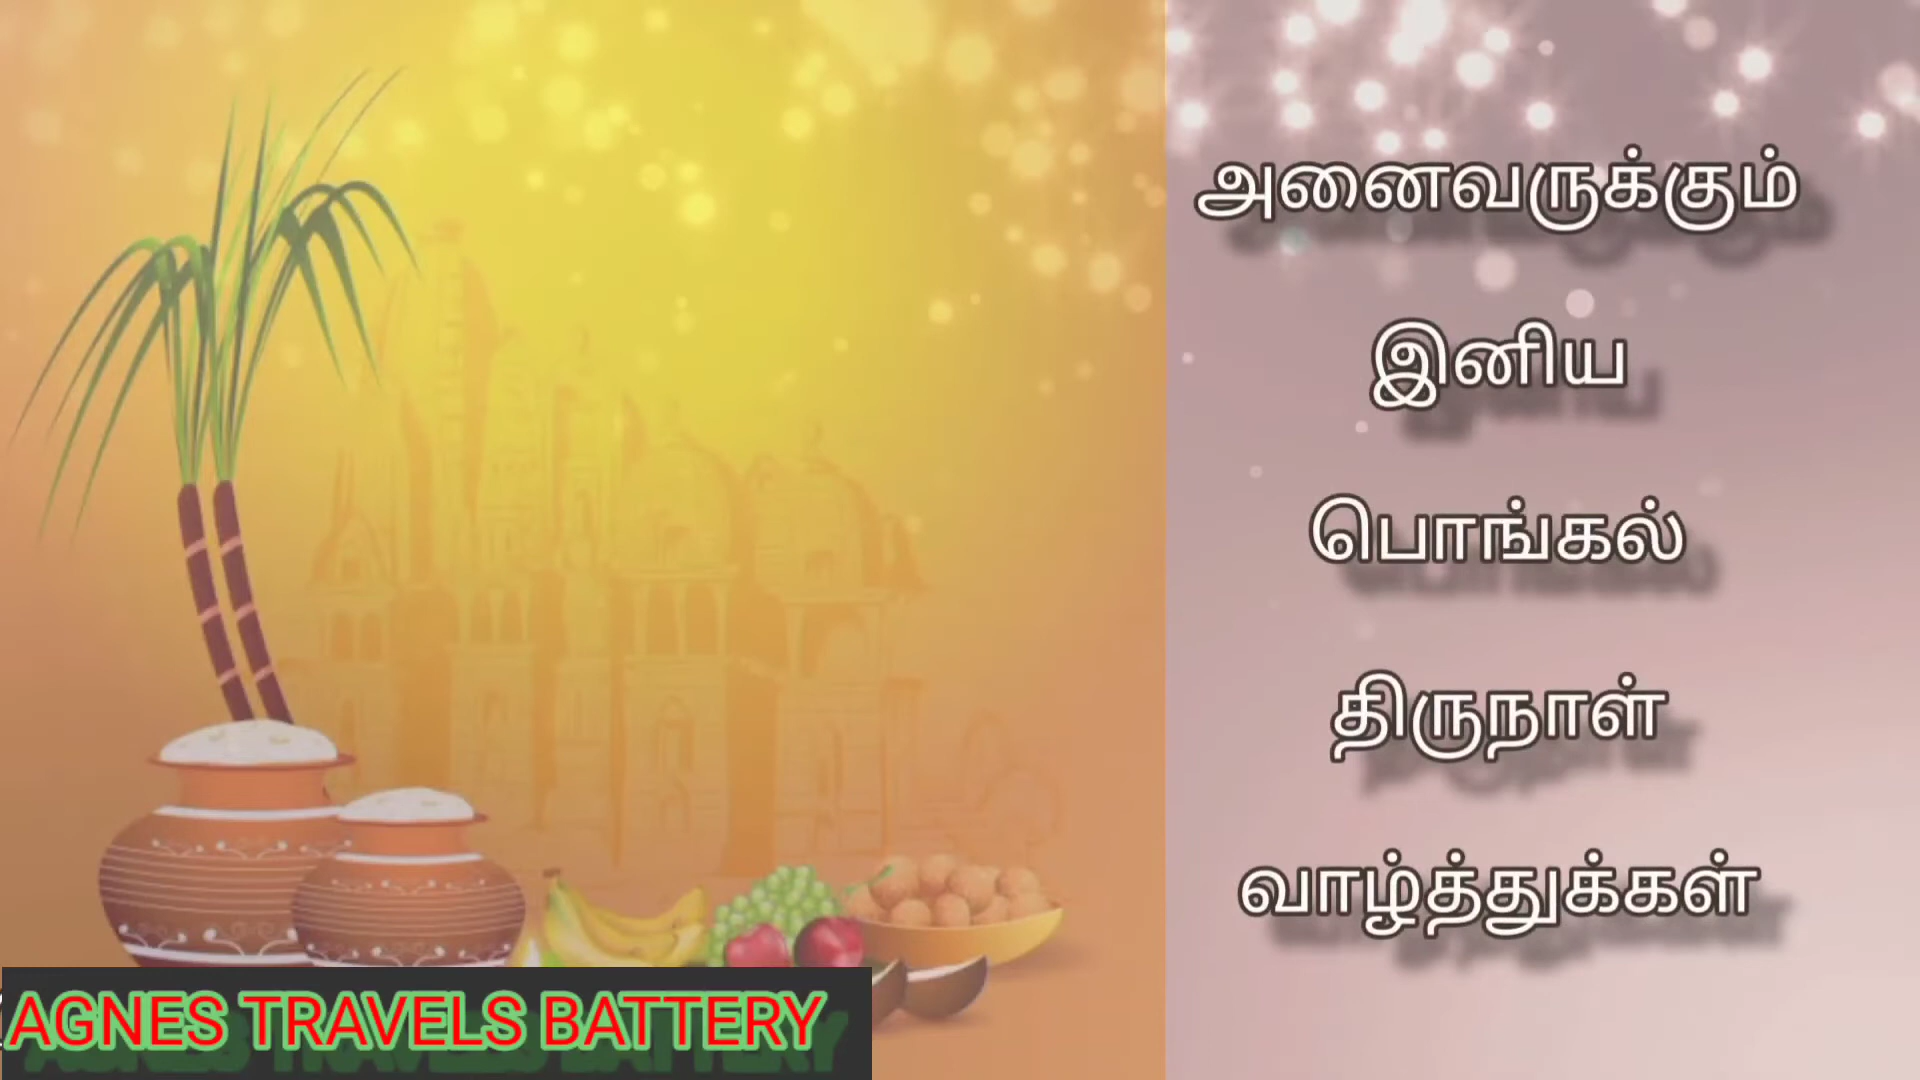 அனைவருக்கும்
இனிய
பொங்கல்
திருநாள்
வாழ்த்துக்கள்
AGNES TRAVELS BATTERY